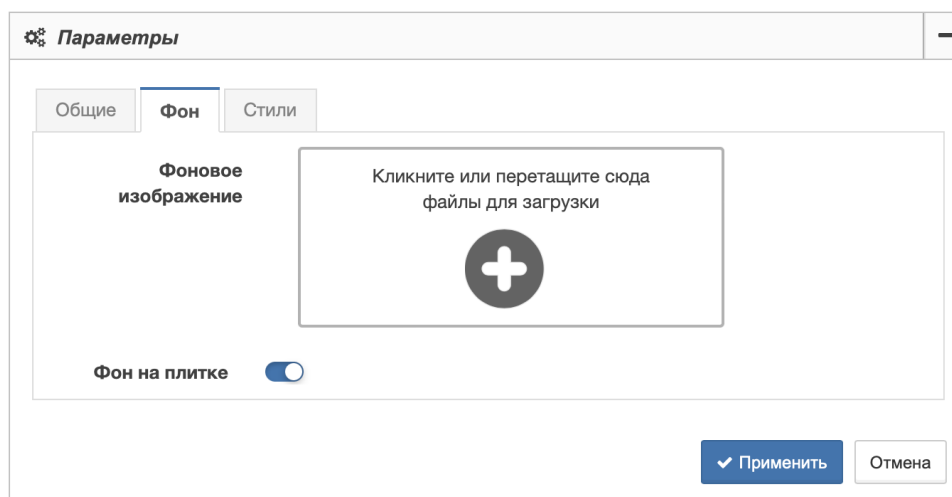 Параметры
Общие
Фон
Стили
Фоновое
изображение
Кликните или перетащите сюда
файлы для загрузки
Фон на плитке
Применить
Отмена